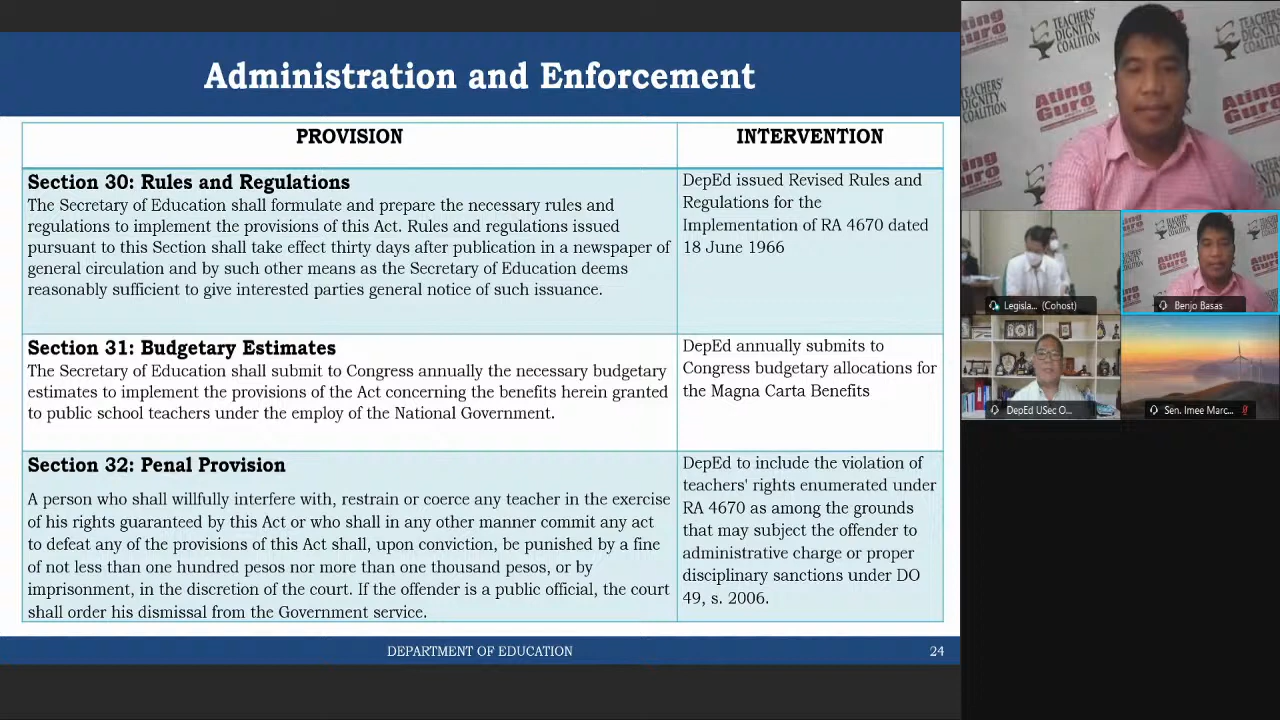 Administration and Enforcement
PROVISION
INTERVENTION
Section 30: Rules and Regulations
The Secretary of Education shall formulate and prepare the necessary rules and
regulations to implement the provisions of this Act. Rules and regulations issued
pursuant to this Section shall take effect thirty days after publication in a newspaper of
general circulation and by such other means as the Secretary of Education deems
reasonably sufficient to give interested parties general notice of such issuance.
DepEd issued Revised Rules and
Regulations for the
Implementation of RA 4670 dated
18 June 1966
Section 31: Budgetary Estimates
The Secretary of Education shall submit to Congress annually the necessary budgetary
estimates to implement the provisions of the Act concerning the benefits herein granted
to public school teachers under the employ of the National Government.
DepEd annually submits to
Congress budgetary allocations for
the Magna Carta Benefits
Section 32: Penal Provision
A person who shall willfully interfere with, restrain or coerce any teacher in the exercise
of his rights guaranteed by this Act or who shall in any other manner commit any act
to defeat any of the provisions of this Act shall, upon conviction, be punished by a fine
of not less than one hundred pesos nor more than one thousand pesos, or by
imprisonment, in the discretion of the court. If the offender is a public official, the court
shall order his dismissal from the Government service.
DepEd to include the violation of
teachers' rights enumerated under
RA 4670 as among the grounds
that may subject the offender to
administrative charge or proper
disciplinary sanctions under DO
49, s. 2006.
DEPARTMENT OF EDUCATION
24
TEACHERS'
DIGNITY
COALITION
Ating
Guro
Legisla... (Cohost)
Benjo Basas
DepEd USec O...
Sen. Imee Marc...